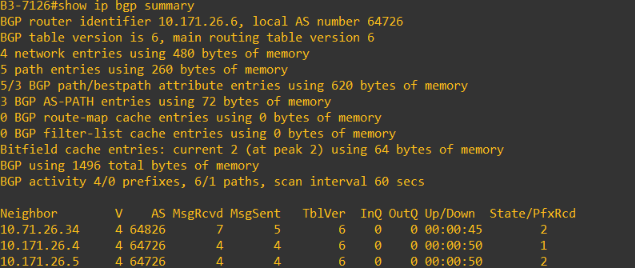 B3-7126#show ip bgp summary
BGP router identifier 10.171.26.6, local AS number 64726
BGP table version is 6, main routing table version 6
4 network entries using 480 bytes of memory
5 path entries using 260 bytes of memory
5/3 BGP path/bestpath attribute entries using 620 bytes of memory
3 BGP AS-PATH entries using 72 bytes of memory
0 BGP route-map cache entries using 0 bytes of memory
0 BGP filter-list cache entries using 0 bytes of memory
Bitfield cache entries: current 2 (at peak 2) using 64 bytes of memory
BGP using 1496 total bytes of memory
BGP activity 4/0 prefixes, 6/1 paths, scan interval 60 secs
Neighbor V AS MsgRcvd MsgSent TblVer InQ OutQ Up/Down State/PfxRcd
10.71.26.34 4 64826 7 5 6 0 0 00:00:45 2
10.171.26.4 4 64726 4 4 6 0 0 00:00:50 1
10.171.26.5 4 64726 4 4 6 0 0 00:00:50 2